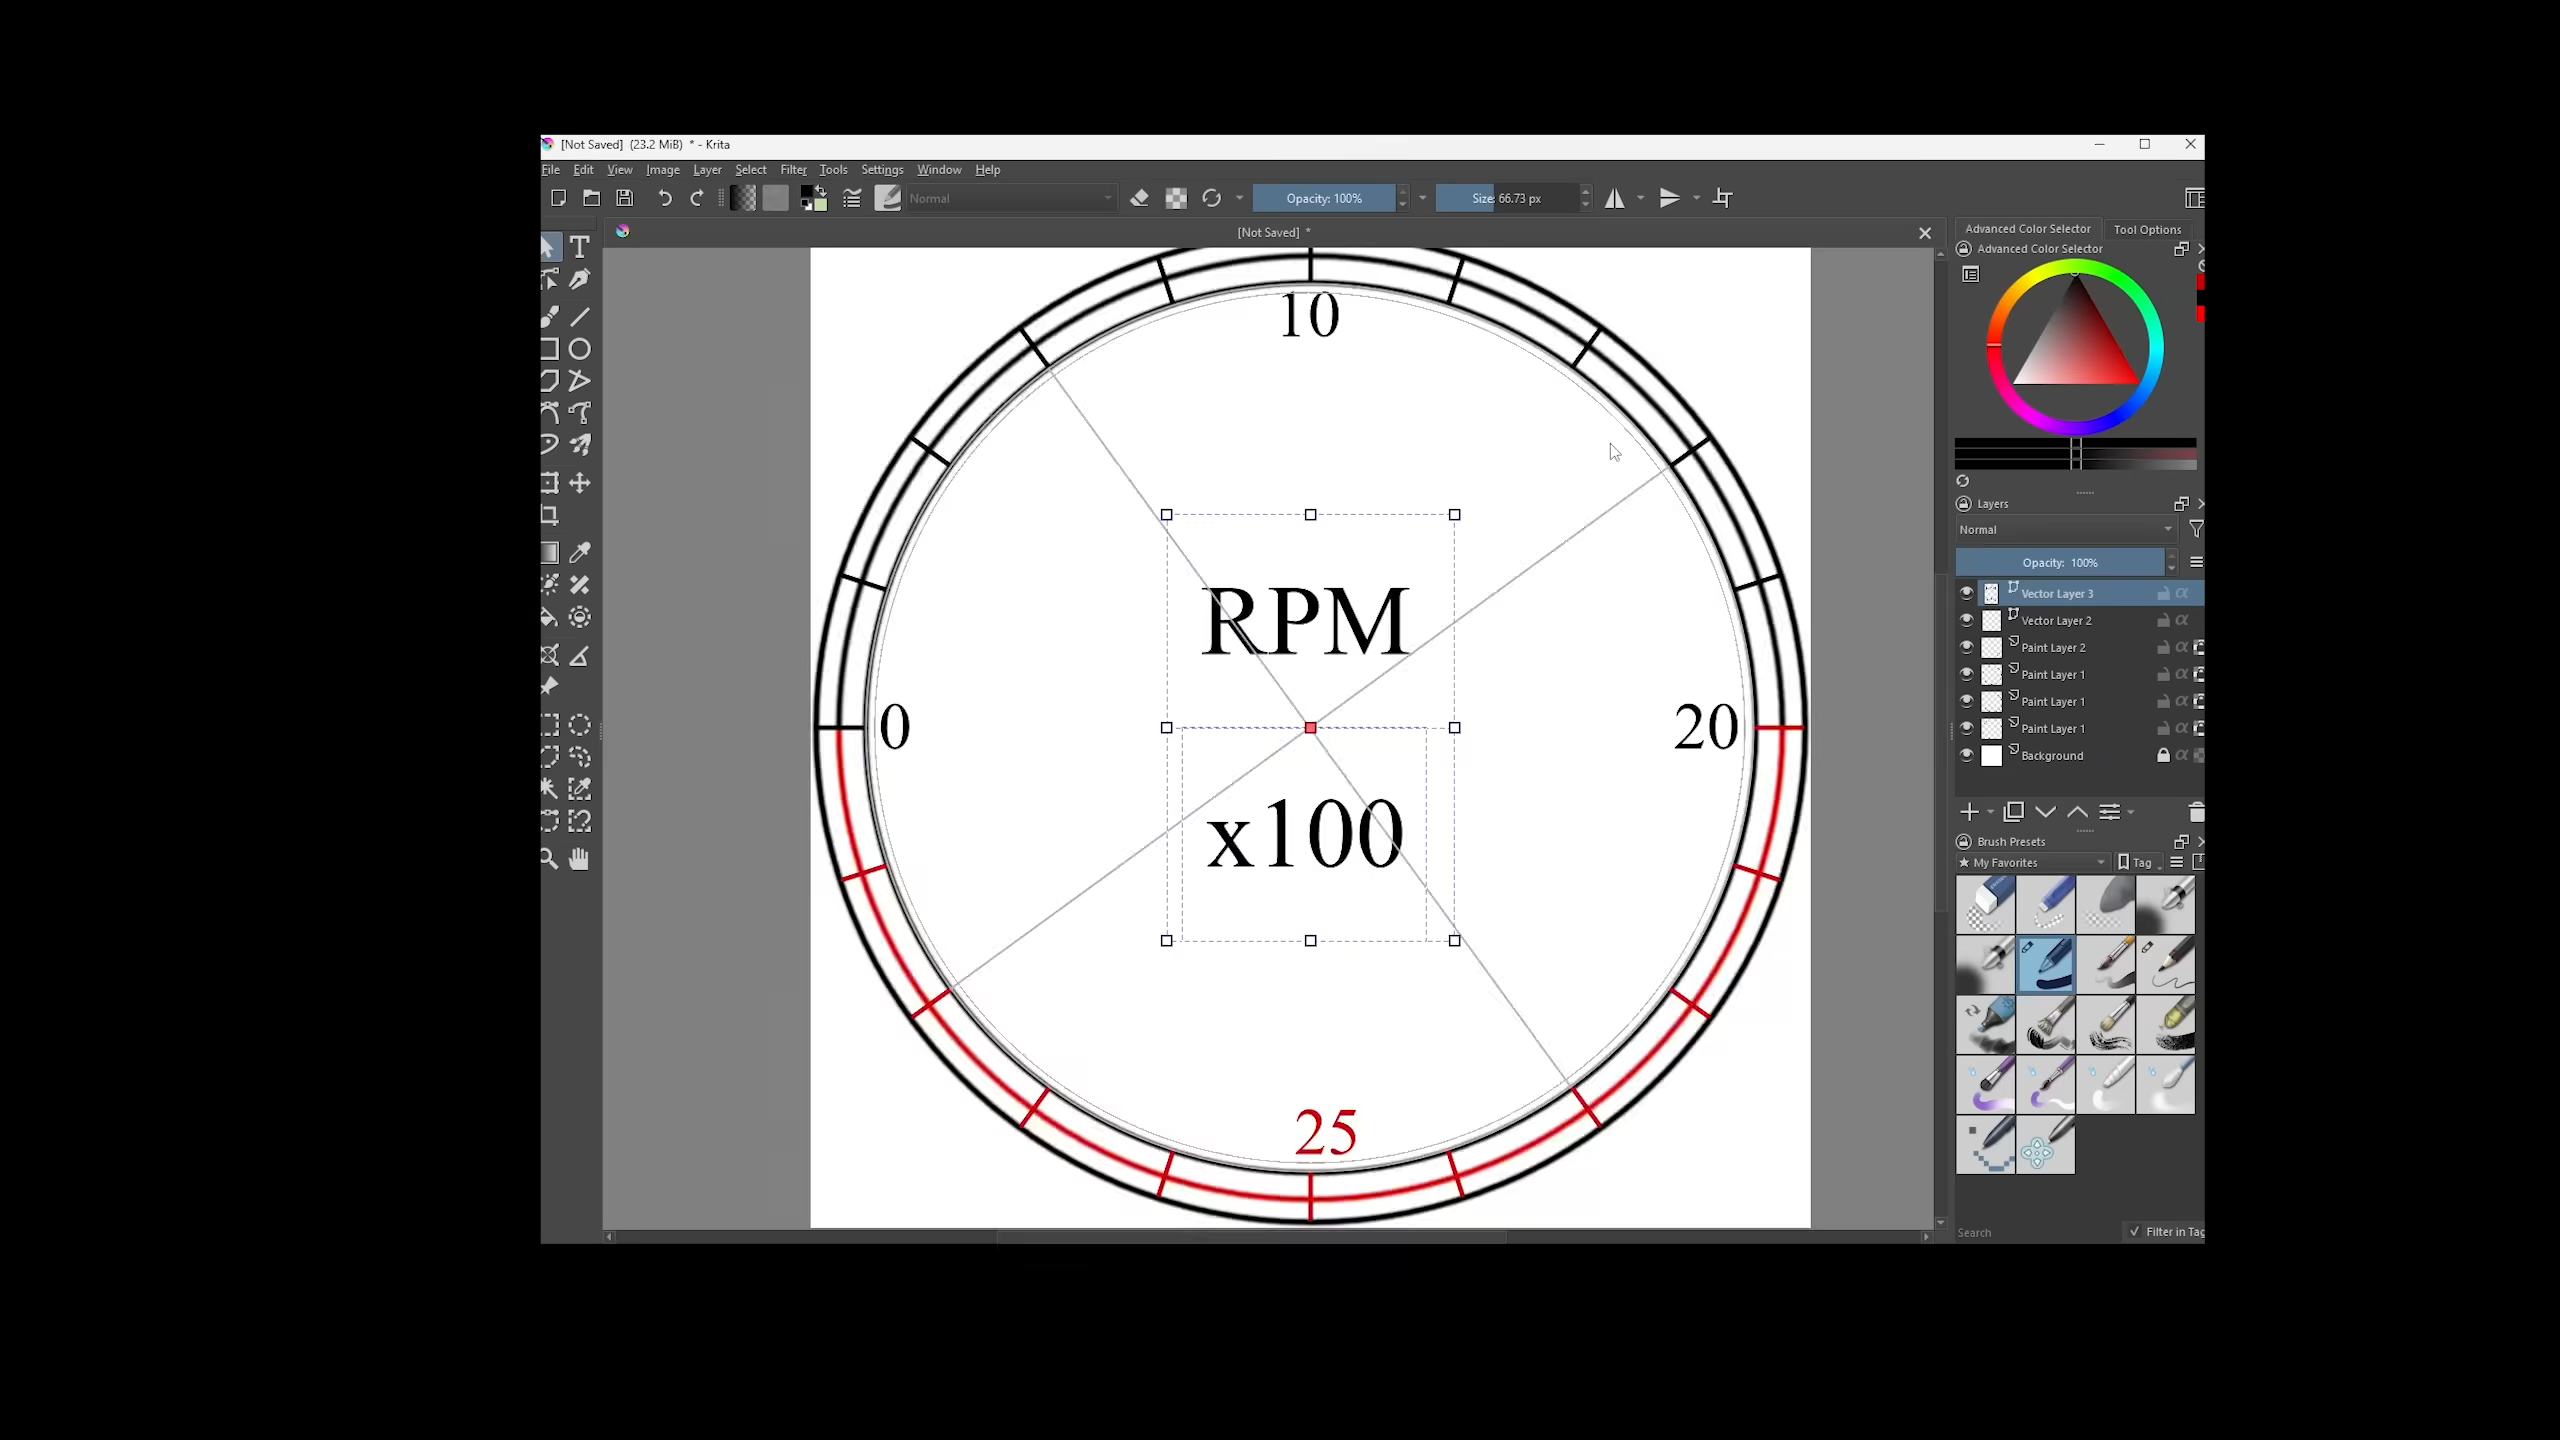 [Not Saved] (23.2 MiB) * - Krita
File Edit View Image Layer Select Filter Tools Settings Window Help
Normal
Opacity: 100%
Size: 66.73 px
[Not Saved] *
Advanced Color Selector
Tool Options
Advanced Color Selector
Layers
Normal
Opacity: 100%
Vector Layer 3
Vector Layer 2
Paint Layer 2
Paint Layer 1
Paint Layer 1
Paint Layer 1
Background
Brush Presets
★ My Favorites
Tag
Search
Filter in Tag
10
RPM
0
20
x100
25